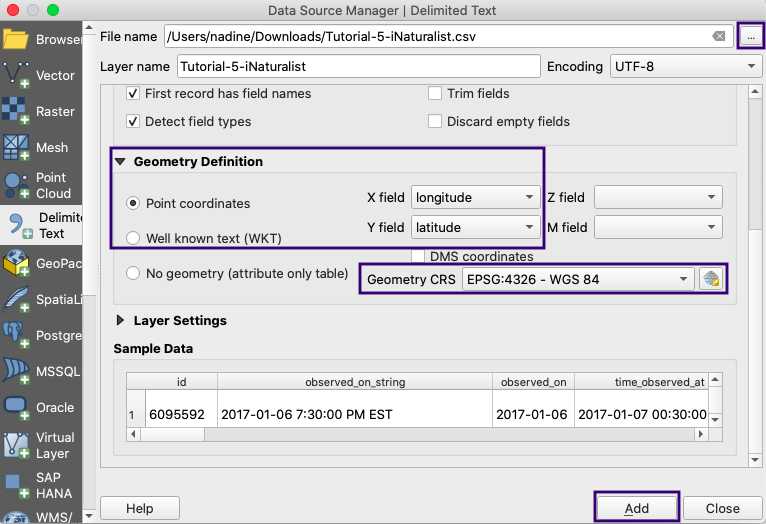 Data Source Manager | Delimited Text
Browser
Vector
Raster
Mesh
Point
Cloud
Delimited
Text
GeoPac
SpatiaLi
Postgre
MSSQL
Oracle
Virtual
Layer
SAP
HANA
WMS/
File name /Users/nadine/Downloads/Tutorial-5-iNaturalist.csv ...
Layer name Tutorial-5-iNaturalist Encoding UTF-8
First record has field names Trim fields
Detect field types Discard empty fields
Geometry Definition
Point coordinates X field longitude Z field
Y field latitude M field
Well known text (WKT)
DMS coordinates
No geometry (attribute only table) Geometry CRS EPSG:4326 - WGS 84
Layer Settings
Sample Data
id observed_on_string observed_on time_observed_at
1 6095592 2017-01-06 7:30:00 PM EST 2017-01-06 2017-01-07 00:30:00
Help Add Close